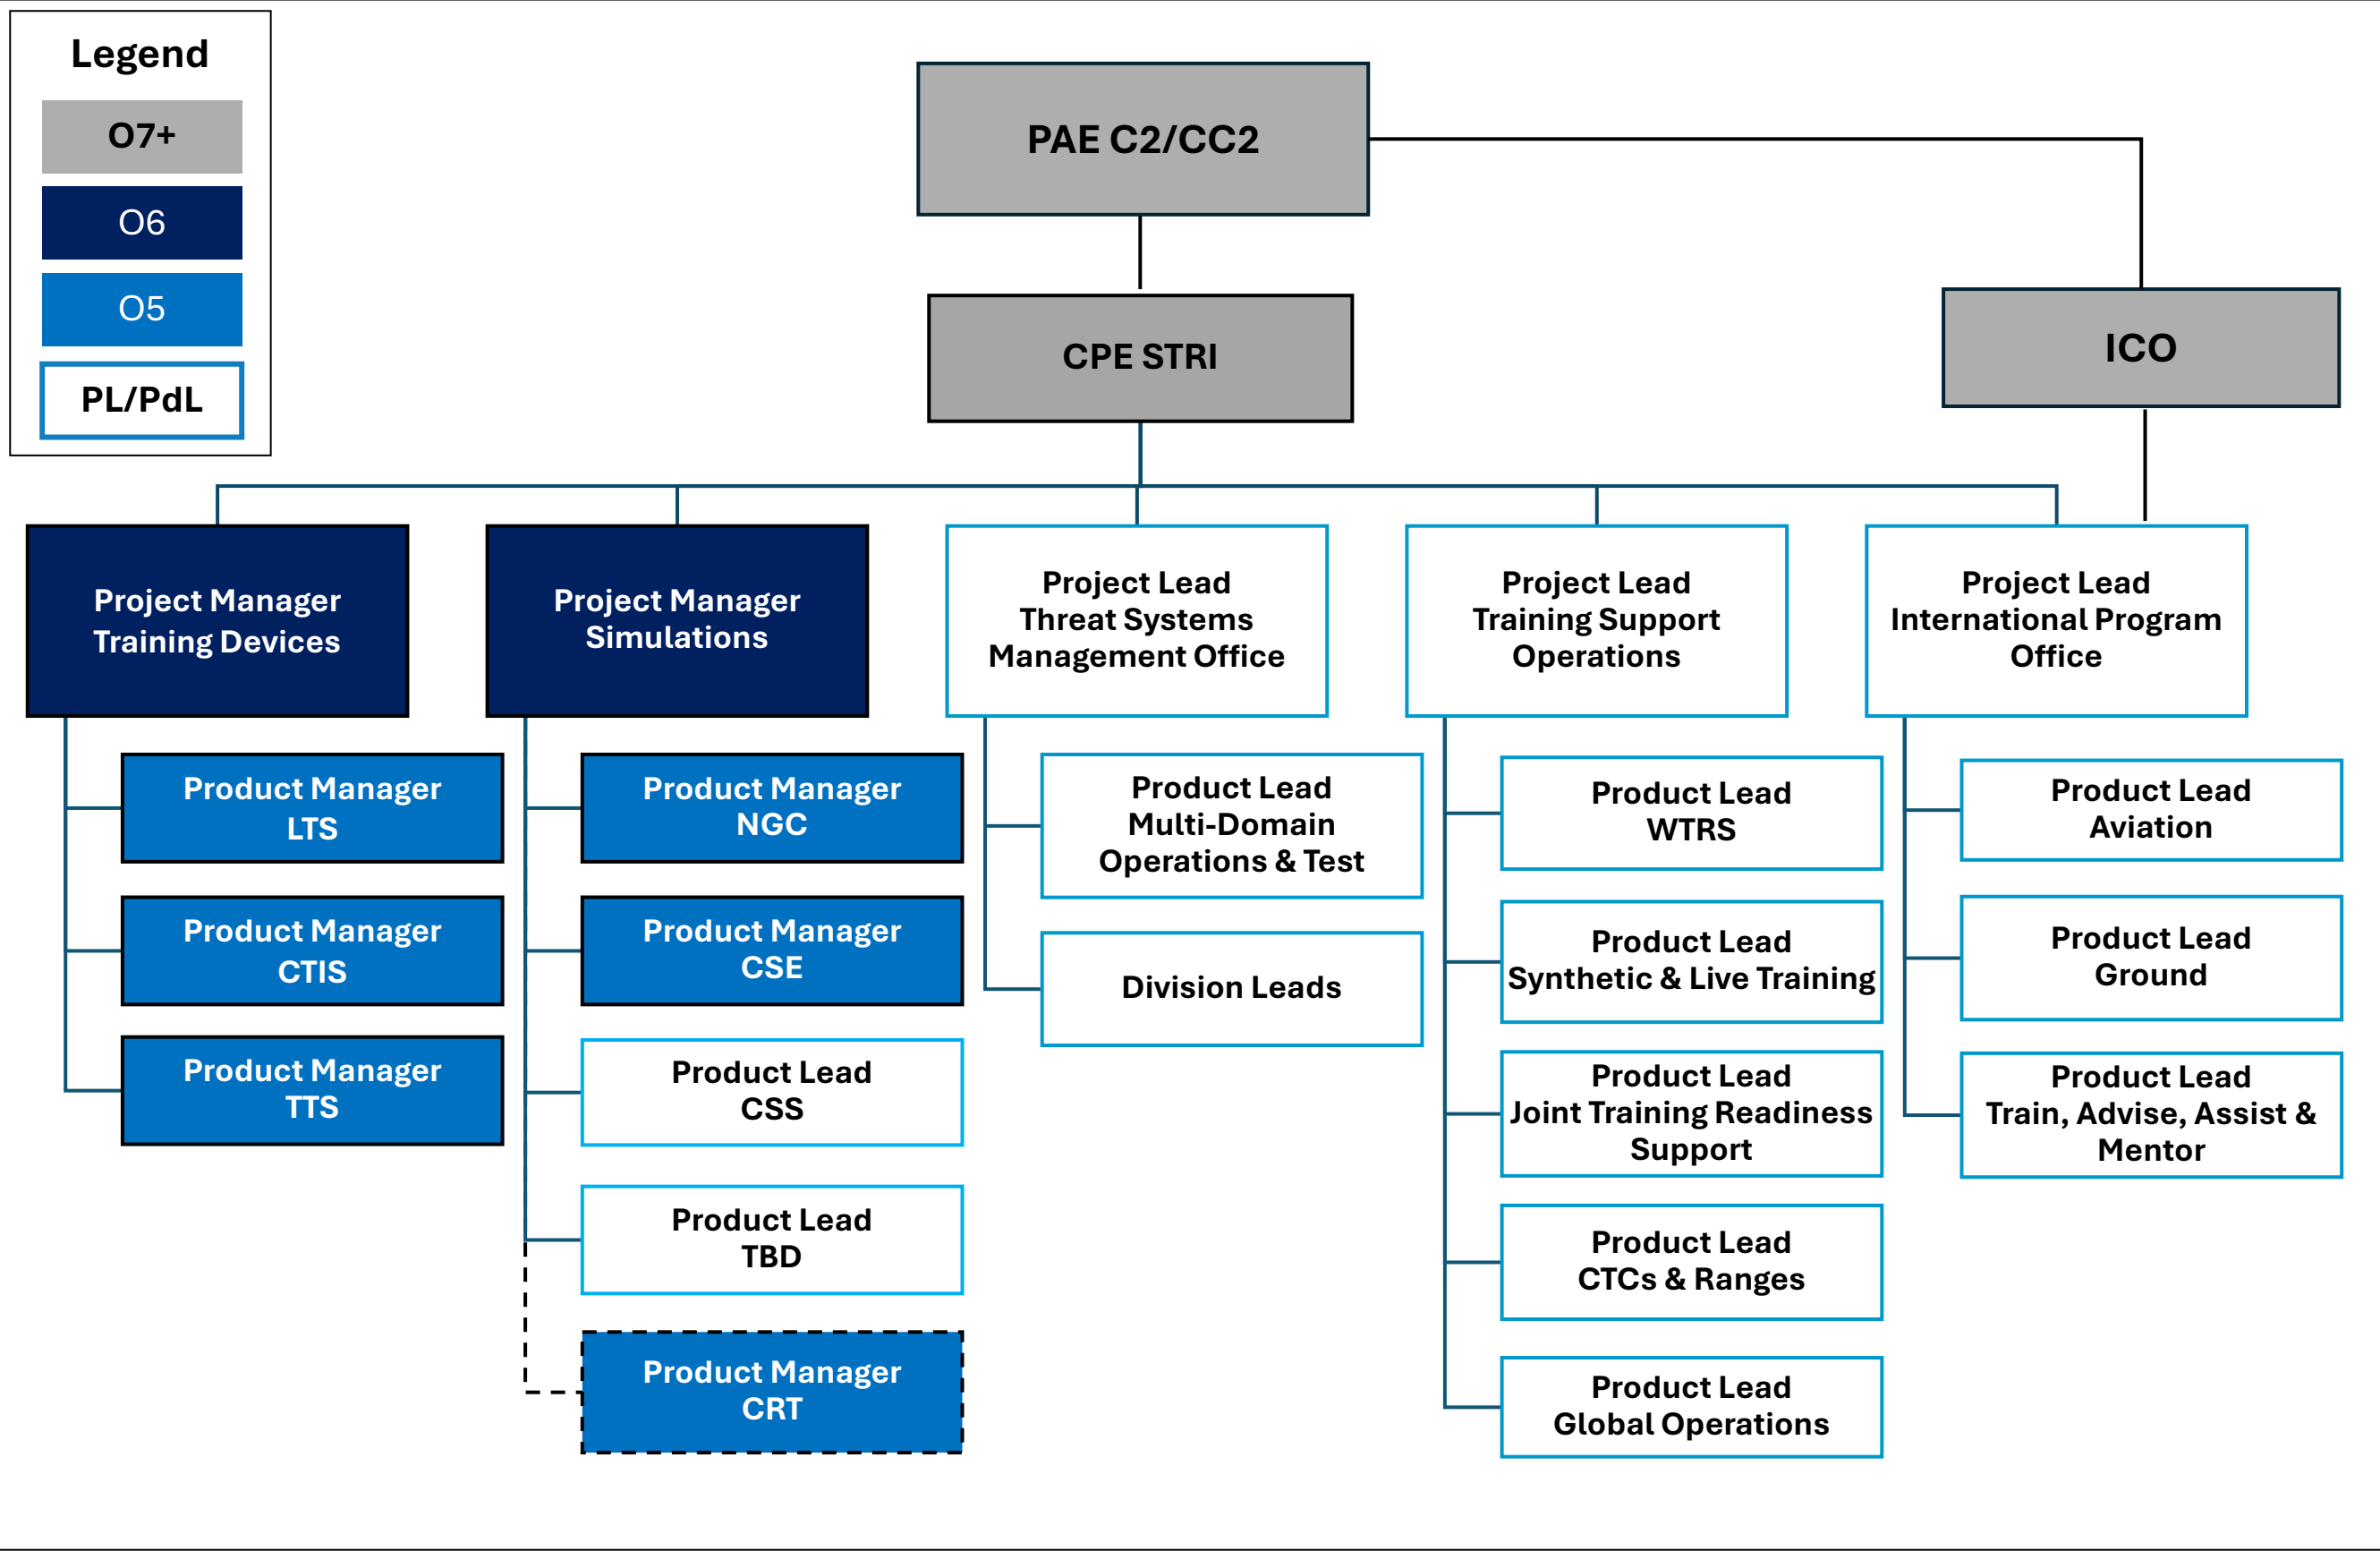 Legend
O7+
O6
O5
PL/PdL
PAE C2/CC2
CPE STRI
ICO
Project Manager
Training Devices
Product Manager
LTS
Product Manager
CTIS
Product Manager
TTS
Project Manager
Simulations
Product Manager
NGC
Product Manager
CSE
Product Lead
CSS
Product Lead
TBD
Product Manager
CRT
Project Lead
Threat Systems
Management Office
Product Lead
Multi-Domain
Operations & Test
Division Leads
Project Lead
Training Support
Operations
Product Lead
WTRS
Product Lead
Synthetic & Live Training
Product Lead
Joint Training Readiness
Support
Product Lead
CTCs & Ranges
Product Lead
Global Operations
Project Lead
International Program
Office
Product Lead
Aviation
Product Lead
Ground
Product Lead
Train, Advise, Assist &
Mentor